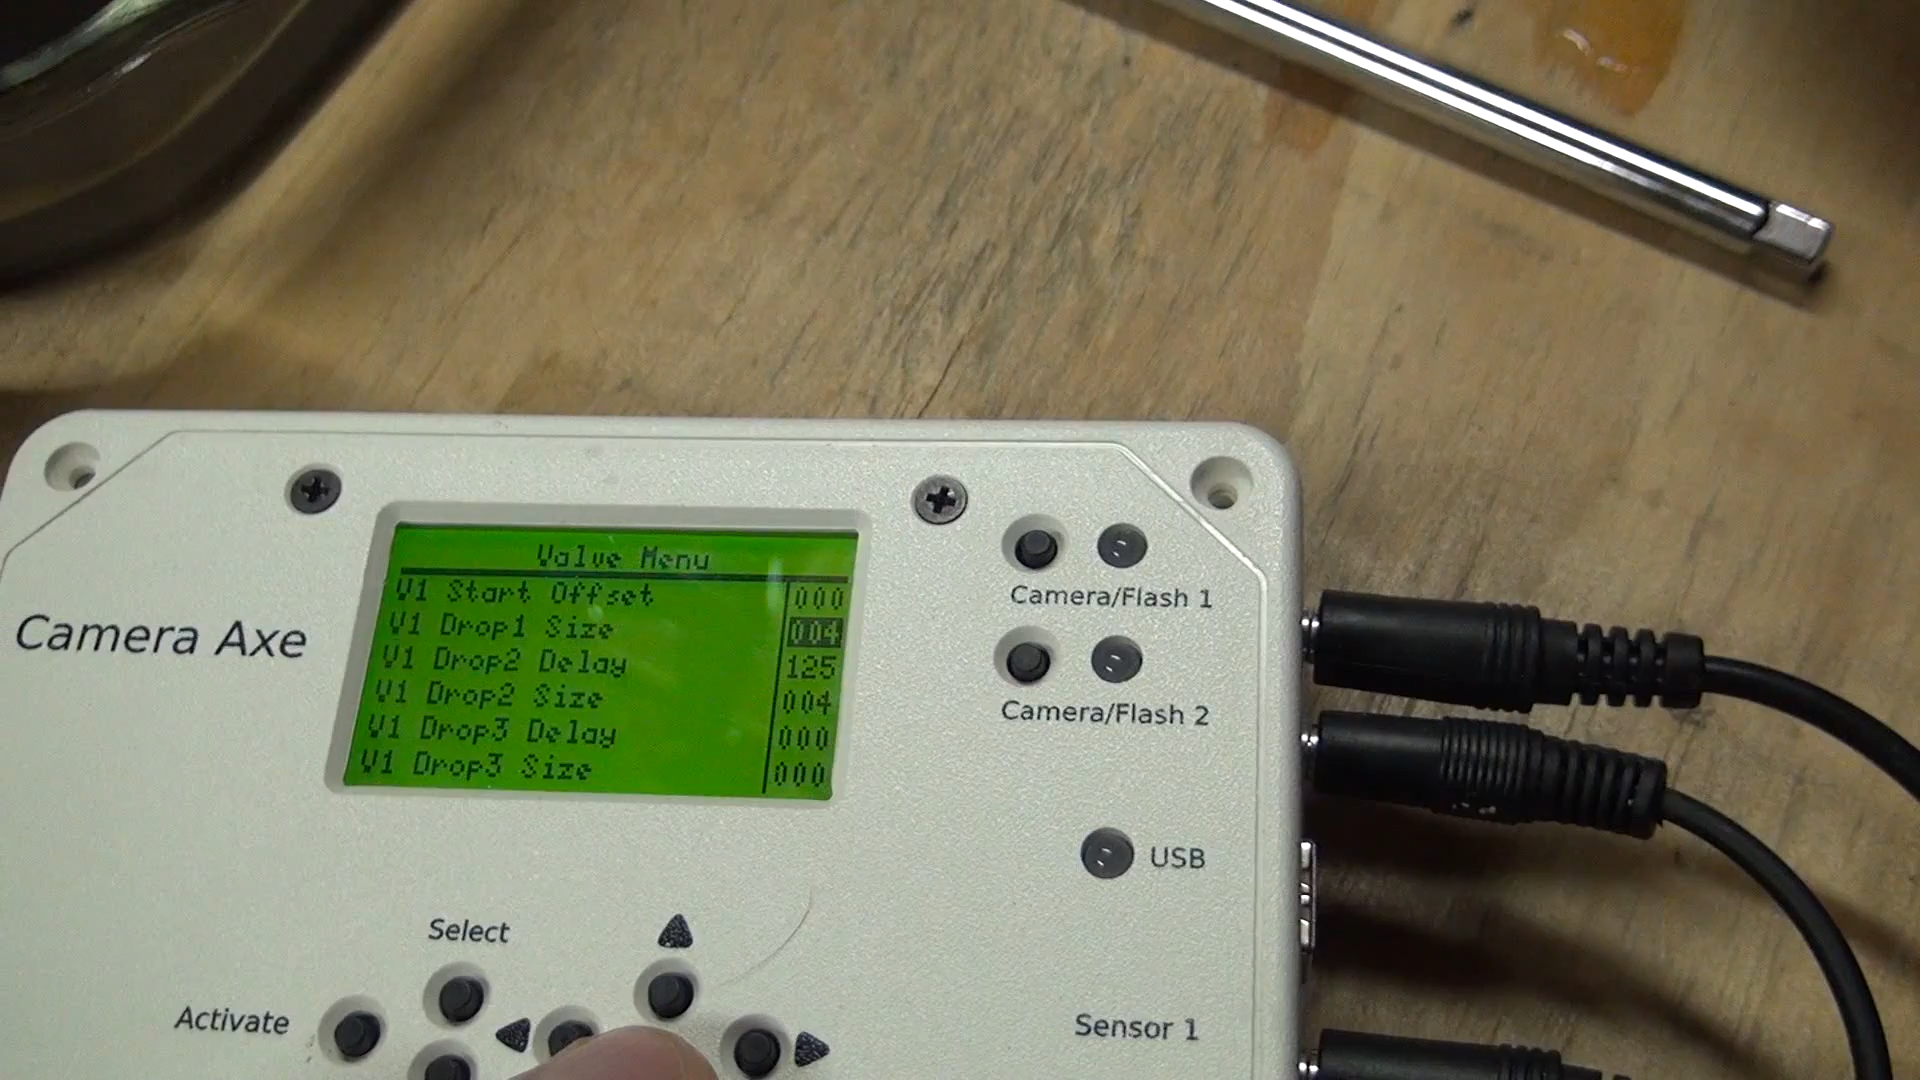 Value Menu
V1 Start Offset 000
V1 Drop1 Size 004
V1 Drop2 Delay 125
V1 Drop2 Size 004
V1 Drop3 Delay 000
V1 Drop3 Size 000
Camera Axe
Camera/Flash 1
Camera/Flash 2
USB
Select
Activate
Sensor 1